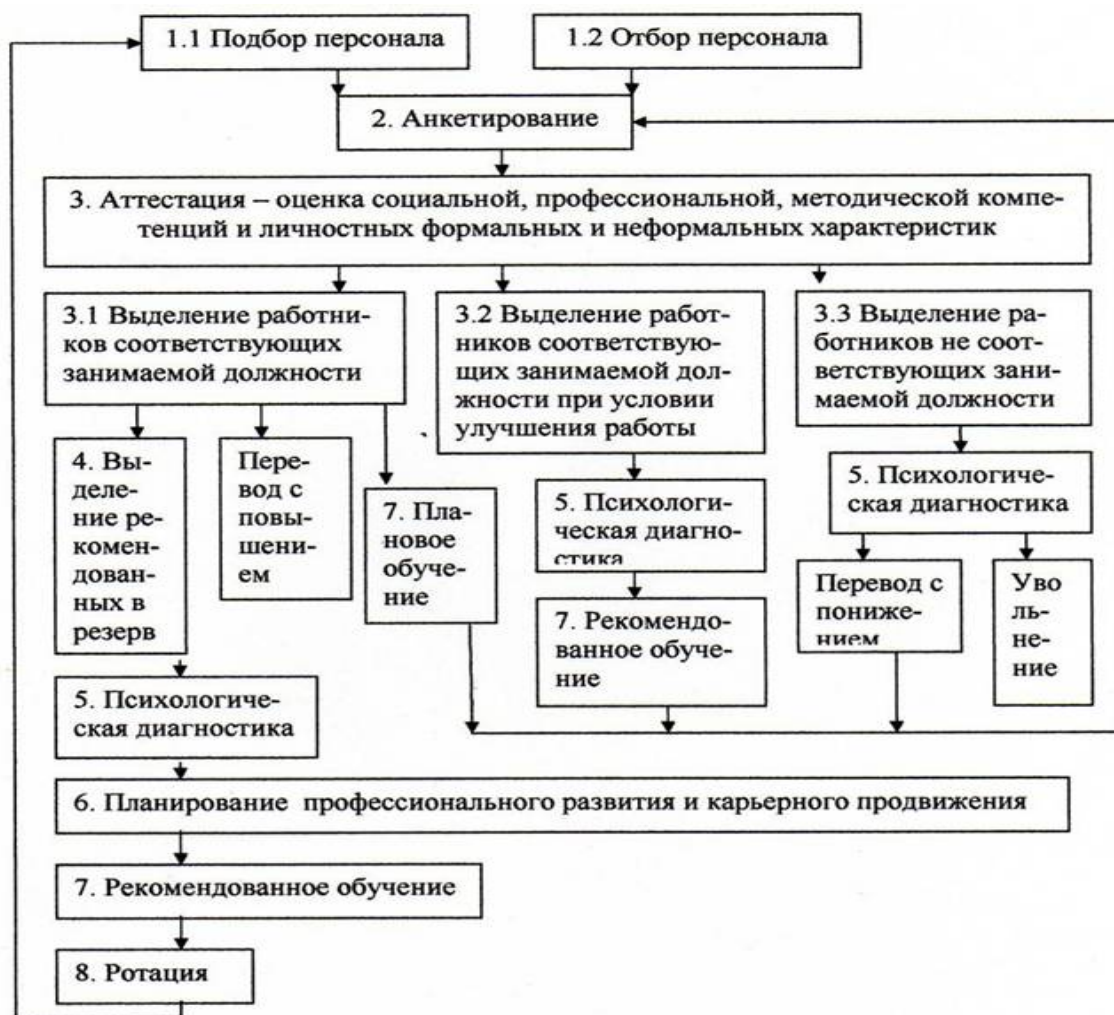 1.1 Подбор персонала
1.2 Отбор персонала
2. Анкетирование
3. Аттестация – оценка социальной, профессиональной, методической компе-
тенций и личностных формальных и неформальных характеристик
3.1 Выделение работни-
ков соответствующих
занимаемой должности
3.2 Выделение работ-
ников соответствую-
щих занимаемой дол-
жности при условии
улучшения работы
3.3 Выделение ра-
ботников не соот-
ветствующих зани-
маемой должности
4. Вы-
деле-
ние ре-
комен-
дован-
ных в
резерв
Пере-
вод с
повы-
шени-
ем
7. Пла-
новое
обуче-
ние
5. Психологи-
ческая диагно-
стика
7. Рекомендо-
ванное обуче-
ние
5. Психологиче-
ская диагностика
Перевод с
пониже-
нием
Уво
ль-
не-
ние
5. Психологиче-
ская диагностика
6. Планирование профессионального развития и карьерного продвижения
7. Рекомендованное обучение
8. Ротация